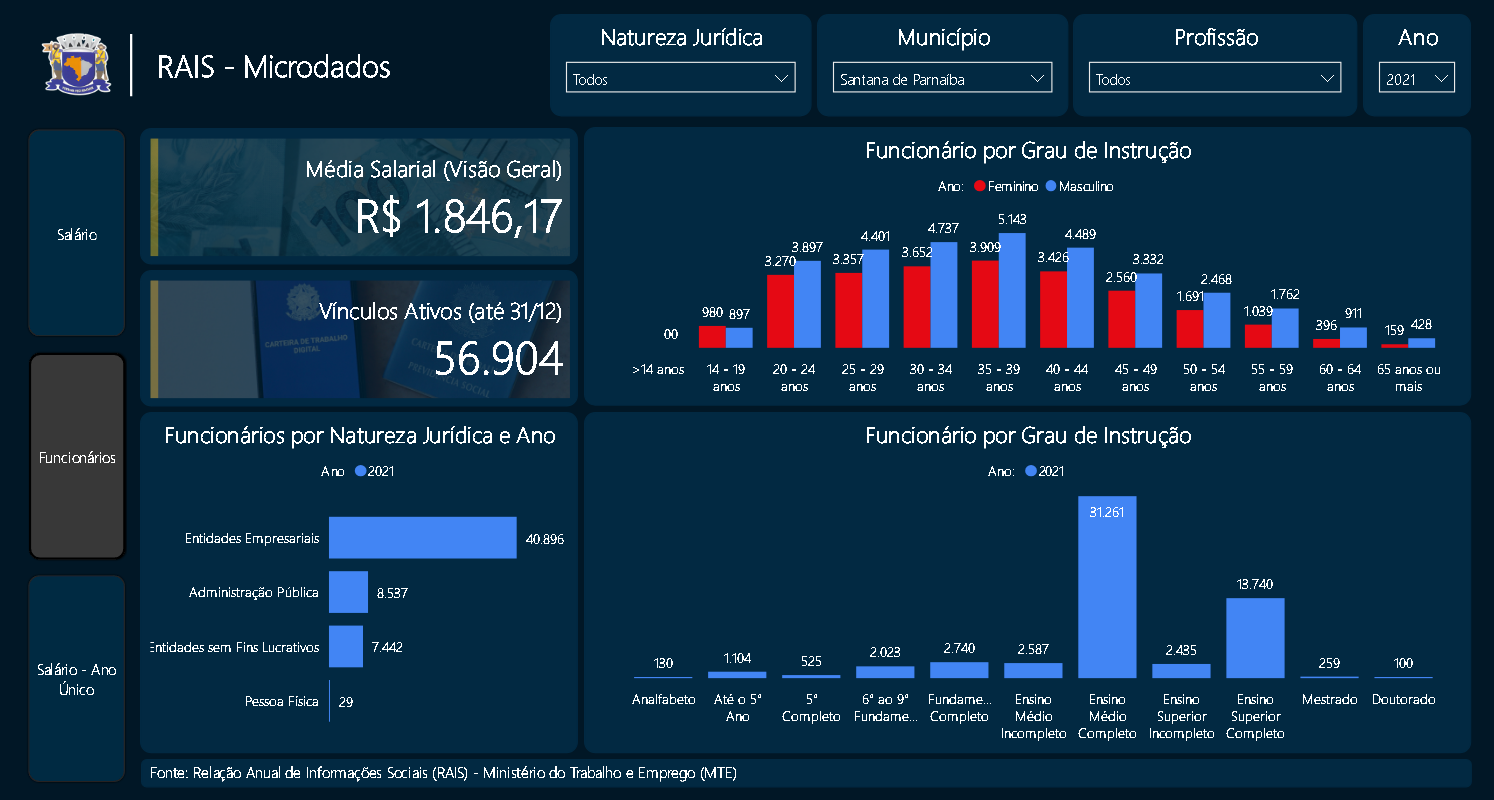 RAIS - Microdados
Natureza Jurídica
Todos
Município
Santana de Parnaíba
Profissão
Todos
Ano
2021
Salário
Funcionários
Salário - Ano
Único
Média Salarial (Visão Geral)
R$ 1.846,17
Vínculos Ativos (até 31/12)
56.904
CARTEIRA DE TRABALHO
DIGITAL
Funcionário por Grau de Instrução
Ano: Feminino Masculino
00 980 897 3.270 3.897 3.357 4.401 3.652 4.737 3.909 5.143 3.426 4.489 2.560 3.332 1.691 2.468 1.039 1.762 396 911 159 428
>14 anos 14 - 19 20 - 24 25 - 29 30 - 34 35 - 39 40 - 44 45 - 49 50 - 54 55 - 59 60 - 64 65 anos ou
anos anos anos anos anos anos anos anos anos anos mais
Funcionários por Natureza Jurídica e Ano
Ano 2021
Entidades Empresariais 40.896
Administração Pública 8.537
Entidades sem Fins Lucrativos 7.442
Pessoa Física 29
Funcionário por Grau de Instrução
Ano: 2021
130 1.104 525 2.023 2.740 2.587 31.261 2.435 13.740 259 100
Analfabeto Até o 5ª 5ª 6ª ao 9ª Fundame... Ensino Ensino Ensino Ensino Mestrado Doutorado
Ano Completo Fundame... Completo Médio Médio Superior Superior
Incompleto Completo Incompleto Completo
Fonte: Relação Anual de Informações Sociais (RAIS) - Ministério do Trabalho e Emprego (MTE)